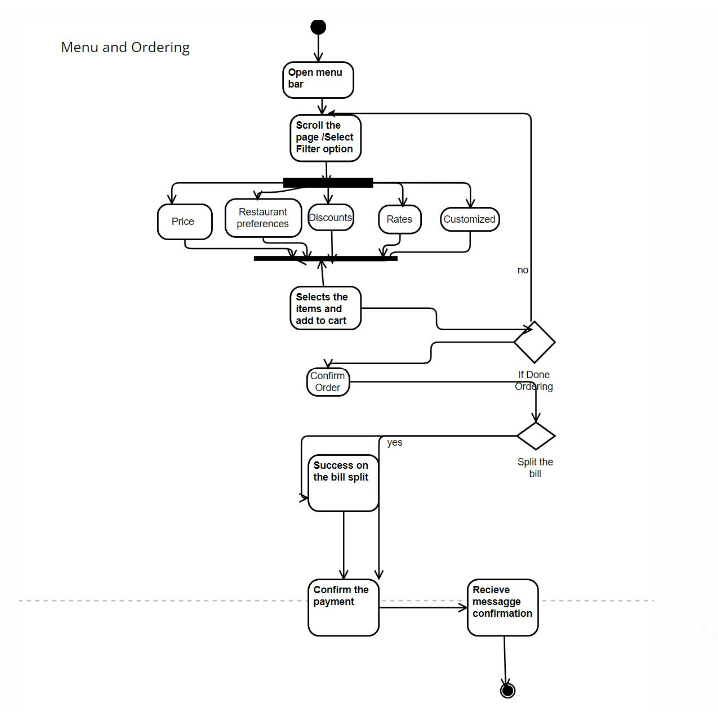 Menu and Ordering
Open menu
bar
Scroll the
page /Select
Filter option
Price
Restaurant
preferences
Discounts
Rates
Customized
no
Selects the
items and
add to cart
If Done
Ordering
Confirm
Order
yes
Split the
bill
Success on
the bill split
Confirm the
payment
Recieve
messagge
confirmation